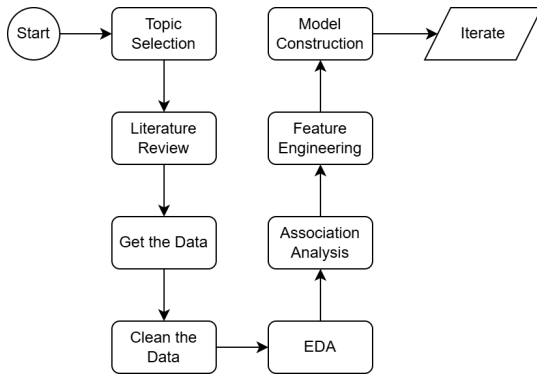 Start
Topic
Selection
Literature
Review
Get the Data
Clean the
Data
EDA
Association
Analysis
Feature
Engineering
Model
Construction
Iterate